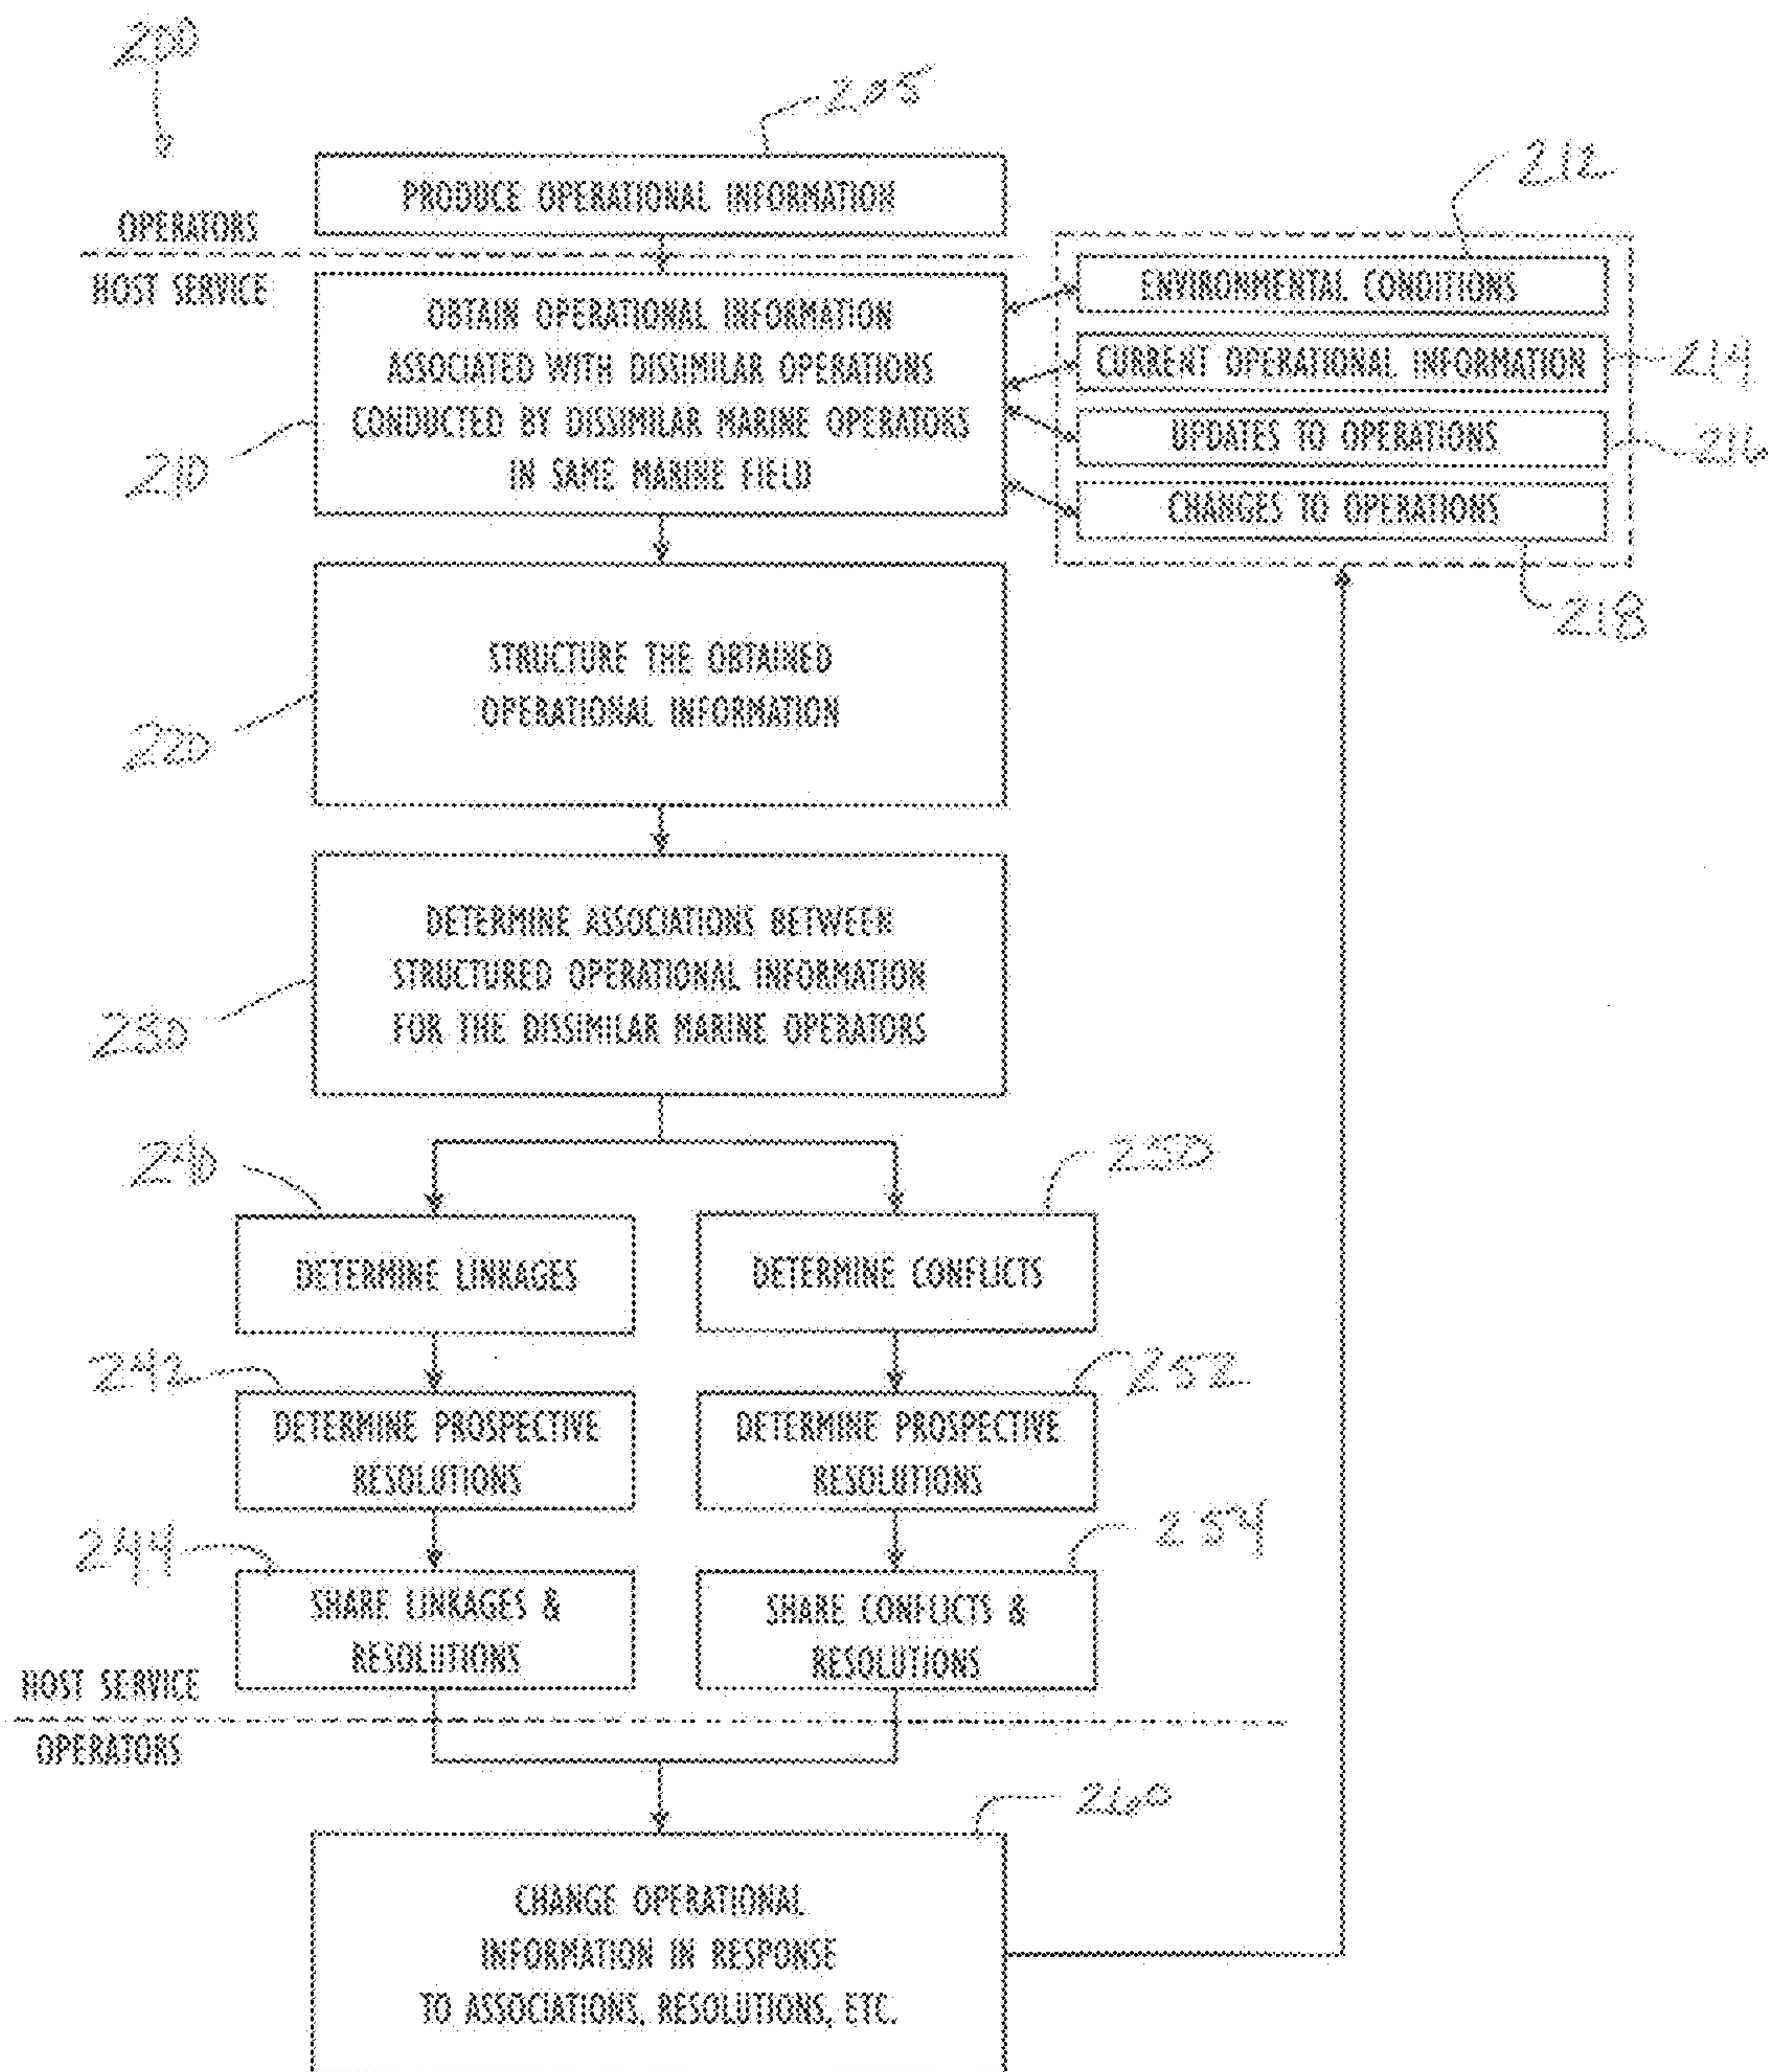 200
205
PRODUCE OPERATIONAL INFORMATION
OPERATORS
HOST SERVICE
212
ENVIRONMENTAL CONDITIONS
OBTAIN OPERATIONAL INFORMATION
ASSOCIATED WITH DISSIMILAR OPERATIONS
CONDUCTED BY DISSIMILAR MARINE OPERATORS
IN SAME MARINE FIELD
210
CURRENT OPERATIONAL INFORMATION
214
UPDATES TO OPERATIONS
216
CHANGES TO OPERATIONS
218
STRUCTURE THE OBTAINED
OPERATIONAL INFORMATION
220
DETERMINE ASSOCIATIONS BETWEEN
STRUCTURED OPERATIONAL INFORMATION
FOR THE DISSIMILAR MARINE OPERATORS
230
240
250
DETERMINE LINKAGES
DETERMINE CONFLICTS
242
252
DETERMINE PROSPECTIVE
RESOLUTIONS
DETERMINE PROSPECTIVE
RESOLUTIONS
244
254
SHARE LINKAGES &
RESOLUTIONS
SHARE CONFLICTS &
RESOLUTIONS
HOST SERVICE
OPERATORS
260
CHANGE OPERATIONAL
INFORMATION IN RESPONSE
TO ASSOCIATIONS, RESOLUTIONS, ETC.